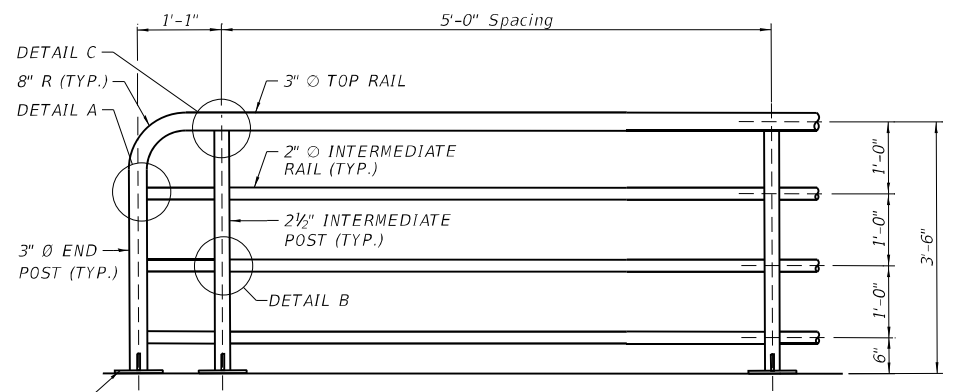 1'-1"
5'-0" Spacing
DETAIL C
8" R (TYP.)
DETAIL A
3" ∅ TOP RAIL
2" ∅ INTERMEDIATE
RAIL (TYP.)
2½" INTERMEDIATE
POST (TYP.)
3" Ø END
POST (TYP.)
DETAIL B
1'-0"
1'-0"
1'-0"
6"
3'-6"